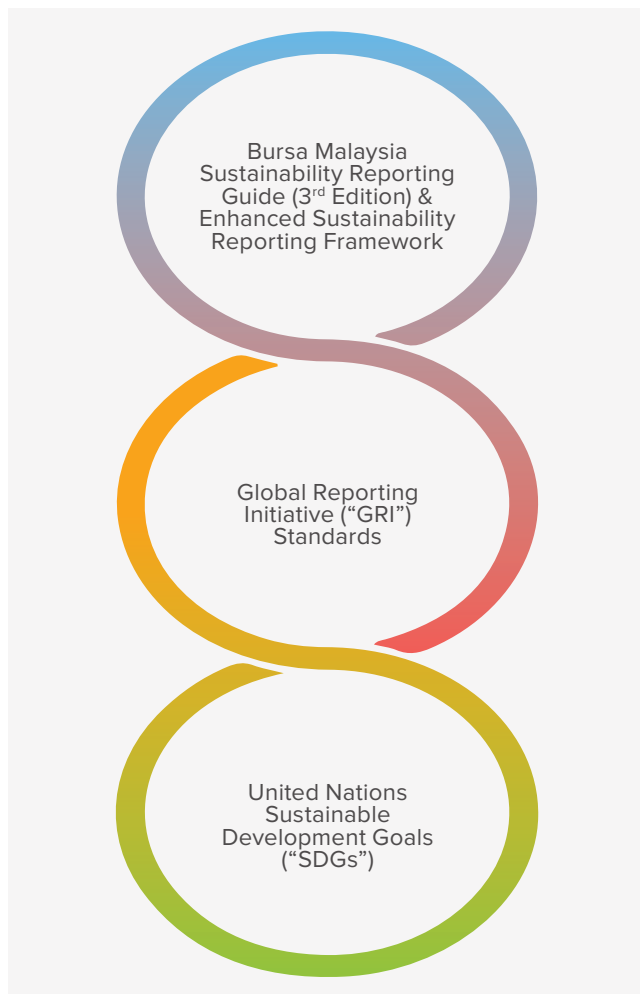 Bursa Malaysia
Sustainability Reporting
Guide (3rd Edition) &
Enhanced Sustainability
Reporting Framework
Global Reporting
Initiative (“GRI”)
Standards
United Nations
Sustainable
Development Goals
(“SDGs”)